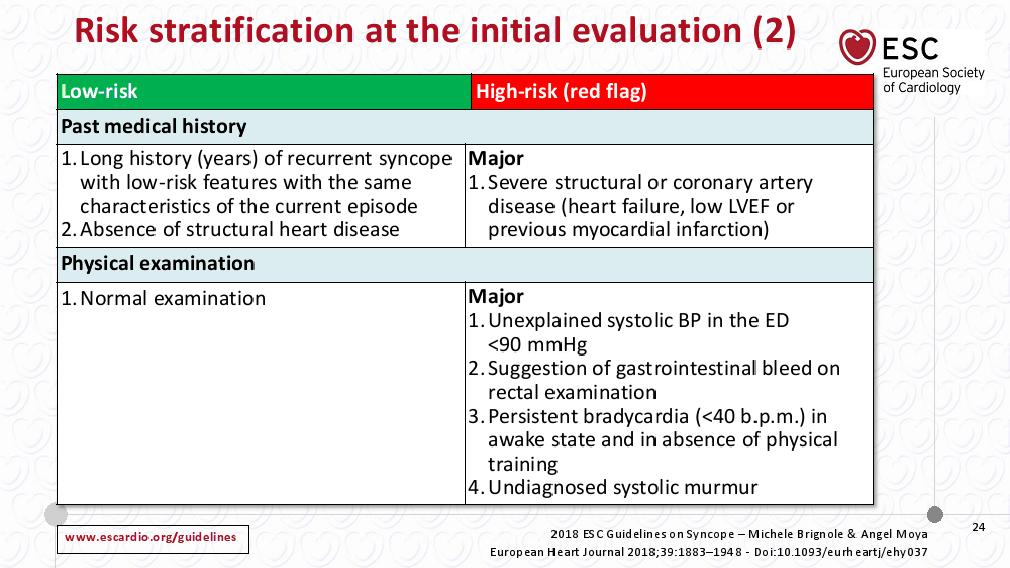 Risk stratification at the initial evaluation (2)
ESC
European Society
of Cardiology
Low-risk
High-risk (red flag)
Past medical history
1. Long history (years) of recurrent syncope
with low-risk features with the same
characteristics of the current episode
2. Absence of structural heart disease
Major
1. Severe structural or coronary artery
disease (heart failure, low LVEF or
previous myocardial infarction)
Physical examination
1. Normal examination
Major
1. Unexplained systolic BP in the ED
<90 mmHg
2. Suggestion of gastrointestinal bleed on
rectal examination
3. Persistent bradycardia (<40 b.p.m.) in
awake state and in absence of physical
training
4. Undiagnosed systolic murmur
www.escardio.org/guidelines
2018 ESC Guidelines on Syncope – Michele Brignole & Angel Moya
European Heart Journal 2018;39:1883–1948 - Doi:10.1093/eurheartj/ehy037
24